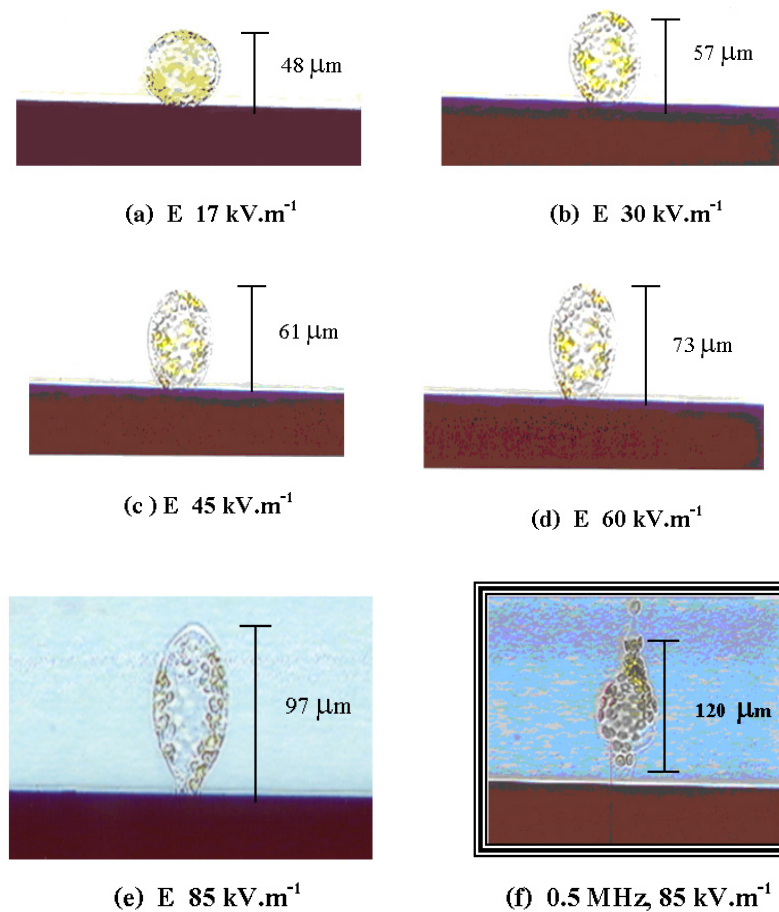 48 μm
57 μm
(a) E 17 kV.m⁻¹
(b) E 30 kV.m⁻¹
61 μm
73 μm
(c ) E 45 kV.m⁻¹
(d) E 60 kV.m⁻¹
97 μm
120 μm
(e) E 85 kV.m⁻¹
(f) 0.5 MHz, 85 kV.m⁻¹